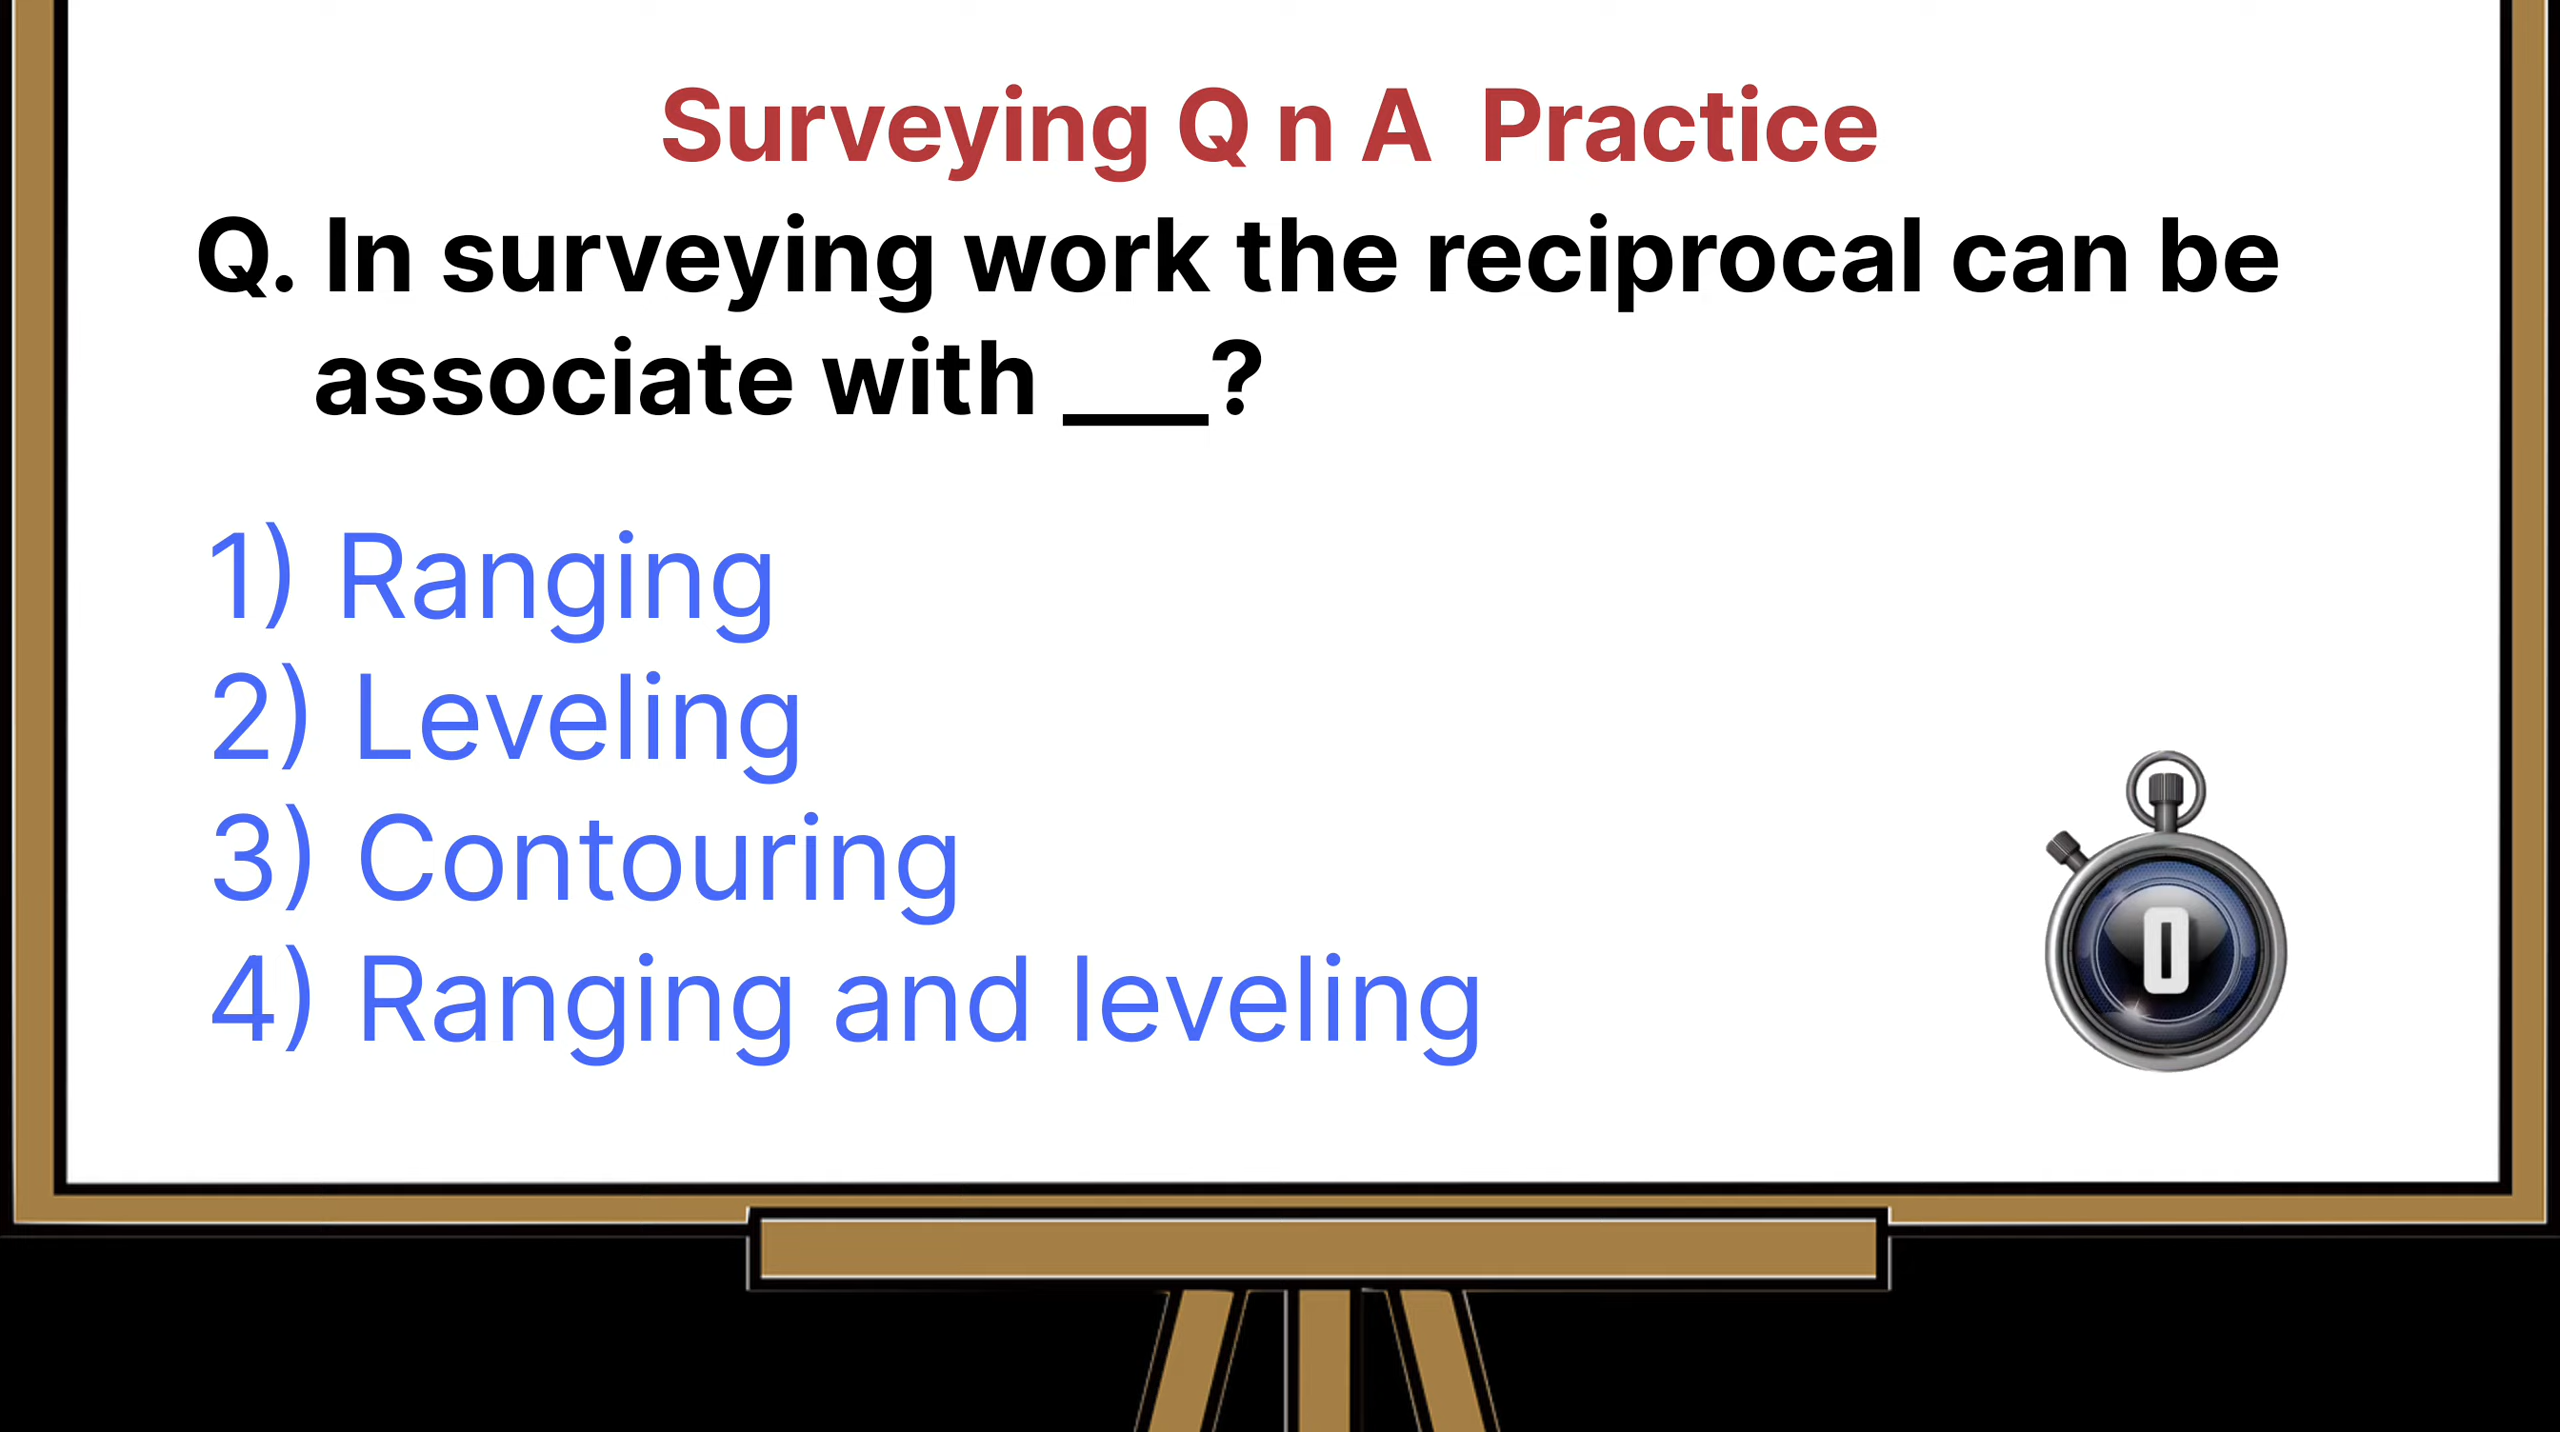 Surveying Q n A Practice
Q. In surveying work the reciprocal can be
associate with ___?
1) Ranging
2) Leveling
3) Contouring
4) Ranging and leveling
0